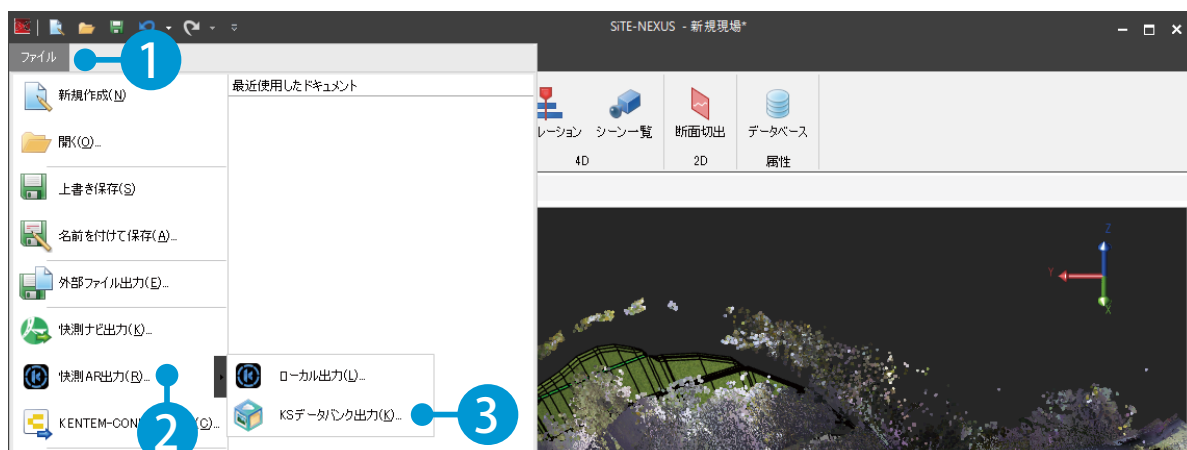 SiTE-NEXUS - 新規現場*
ファイル
1
新規作成(N)
最近使用したドキュメント
開く(O)...
レーション
シーン一覧
断面切出
データベース
4D
2D
属性
上書き保存(S)
名前を付けて保存(A)...
外部ファイル出力(E)...
快測ナビ出力(K)...
快測AR出力(R)...
2
ローカル出力(L)...
KSデータバンク出力(K)...
3
KENTEM-CON
(C)...
Z
Y
X